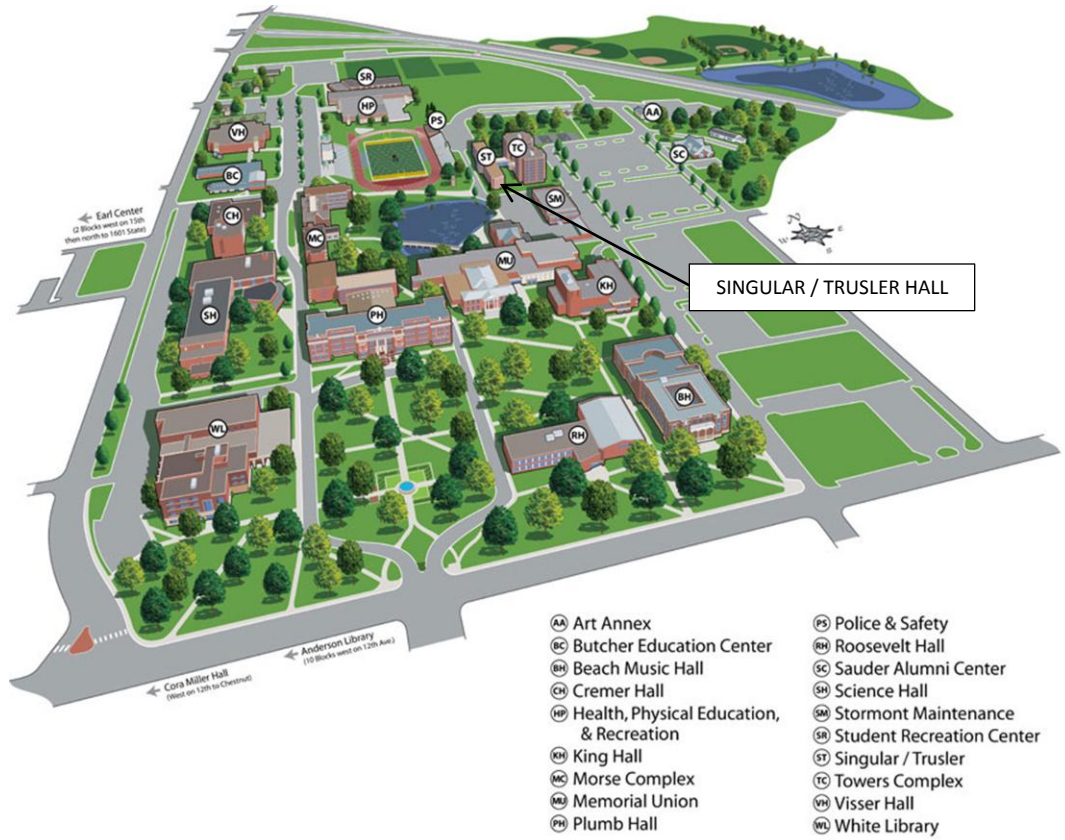 SR
HP
PS
AA
VH
ST
TC
SC
BC
SM
CH
← Earl Center
(2 Blocks west on 15th
then north to 1601 State)
N
W
E
S
MC
MU
KH
SINGULAR / TRUSLER HALL
SH
PH
BH
WL
RH
← Anderson Library
(10 Blocks west on 12th Ave.)
← Cora Miller Hall
(West on 12th to Chestnut)
AA Art Annex
BC Butcher Education Center
BH Beach Music Hall
CH Cremer Hall
HP Health, Physical Education,
& Recreation
KH King Hall
MC Morse Complex
MU Memorial Union
PH Plumb Hall
PS Police & Safety
RH Roosevelt Hall
SC Sauder Alumni Center
SH Science Hall
SM Stormont Maintenance
SR Student Recreation Center
ST Singular / Trusler
TC Towers Complex
VH Visser Hall
WL White Library